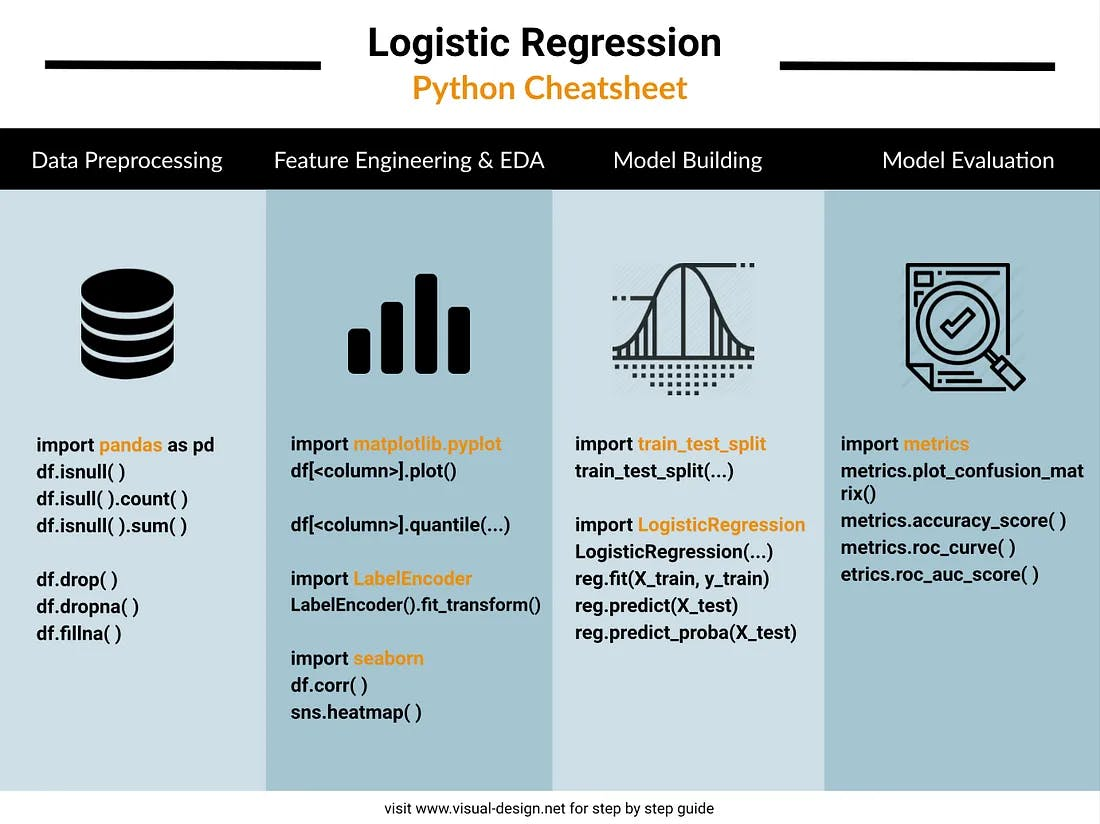 Logistic Regression
Python Cheatsheet
Data Preprocessing
Feature Engineering & EDA
Model Building
Model Evaluation
import pandas as pd
df.isnull( )
df.isull( ).count( )
df.isnull( ).sum( )
df.drop( )
df.dropna( )
df.fillna( )
import matplotlib.pyplot
df[<column>].plot()
df[<column>].quantile(...)
import LabelEncoder
LabelEncoder().fit_transform()
import seaborn
df.corr( )
sns.heatmap( )
import train_test_split
train_test_split(...)
import LogisticRegression
LogisticRegression(...)
reg.fit(X_train, y_train)
reg.predict(X_test)
reg.predict_proba(X_test)
import metrics
metrics.plot_confusion_mat
rix()
metrics.accuracy_score( )
metrics.roc_curve( )
etrics.roc_auc_score( )
visit www.visual-design.net for step by step guide